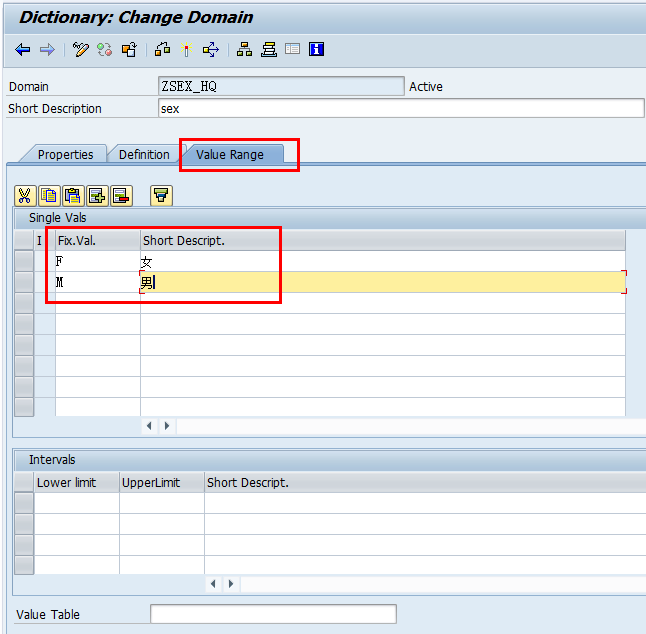 Dictionary: Change Domain
Domain ZSEX_HQ Active
Short Description sex
Properties Definition Value Range
Single Vals
I Fix.Val. Short Descript.
F 女
M 男
Intervals
Lower limit UpperLimit Short Descript.
Value Table